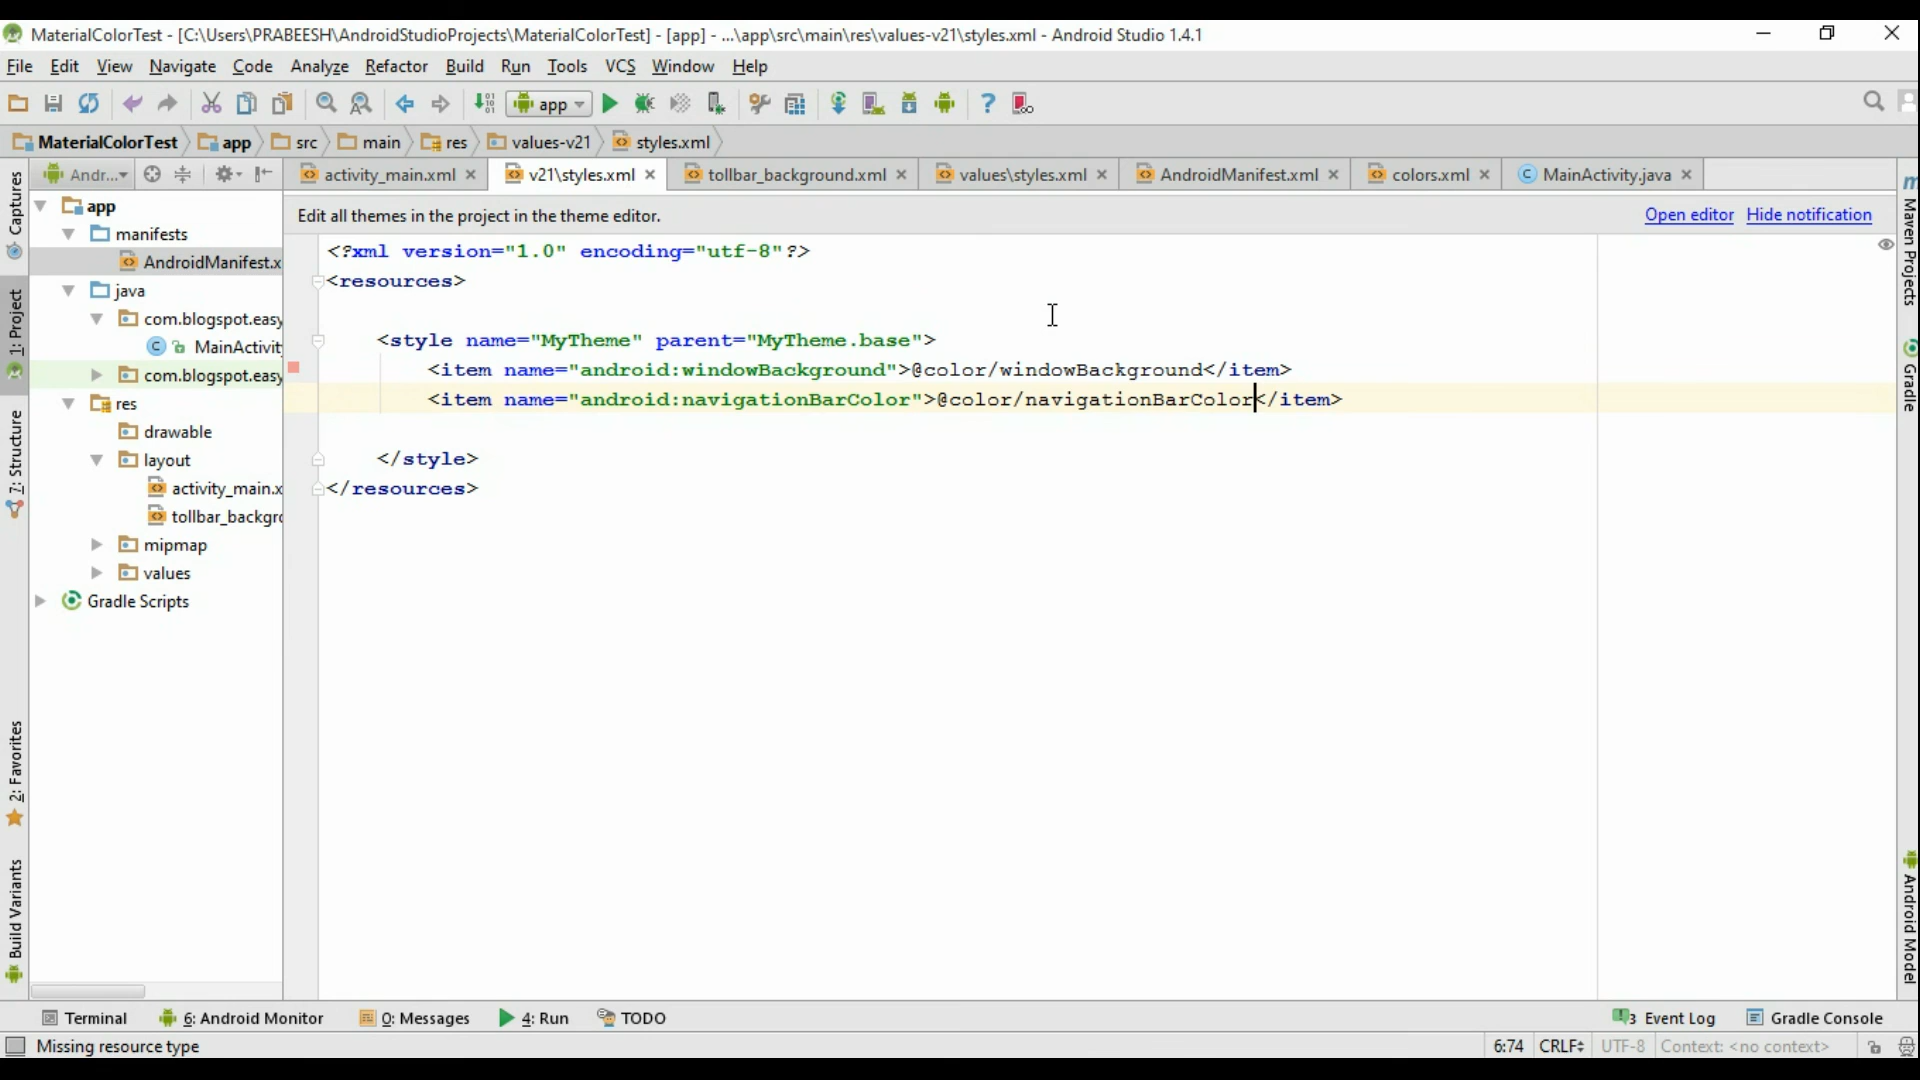 MaterialColorTest - [C:\Users\PRABEESH\AndroidStudioProjects\MaterialColorTest] - [app] - ...\app\src\main\res\values-v21\styles.xml - Android Studio 1.4.1
File Edit View Navigate Code Analyze Refactor Build Run Tools VCS Window Help
app
MaterialColorTest app src main res values-v21 styles.xml
Andr... activity_main.xml v21\styles.xml tollbar_background.xml values\styles.xml AndroidManifest.xml colors.xml MainActivity.java
Edit all themes in the project in the theme editor. Open editor Hide notification
Captures
1: Project
7: Structure
2: Favorites
Build Variants
app
manifests
AndroidManifest.x
java
com.blogspot.easy
MainActivit
com.blogspot.easy
res
drawable
layout
activity_main.x
tollbar_backgr
mipmap
values
Gradle Scripts
<?xml version="1.0" encoding="utf-8"?>
<resources>
<style name="MyTheme" parent="MyTheme.base">
<item name="android:windowBackground">@color/windowBackground</item>
<item name="android:navigationBarColor">@color/navigationBarColor</item>
</style>
</resources>
m Maven Projects
Gradle
Android Model
Terminal 6: Android Monitor 0: Messages 4: Run TODO 3 Event Log Gradle Console
Missing resource type 6:74 CRLF UTF-8 Context: <no context>